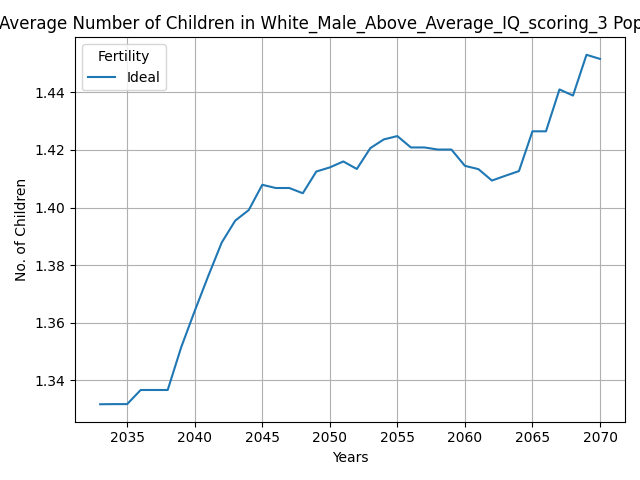 Average Number of Children in White_Male_Above_Average_IQ_scoring_3 Pop
Fertility
Ideal
No. of Children
1.44
1.42
1.40
1.38
1.36
1.34
2035 2040 2045 2050 2055 2060 2065 2070
Years